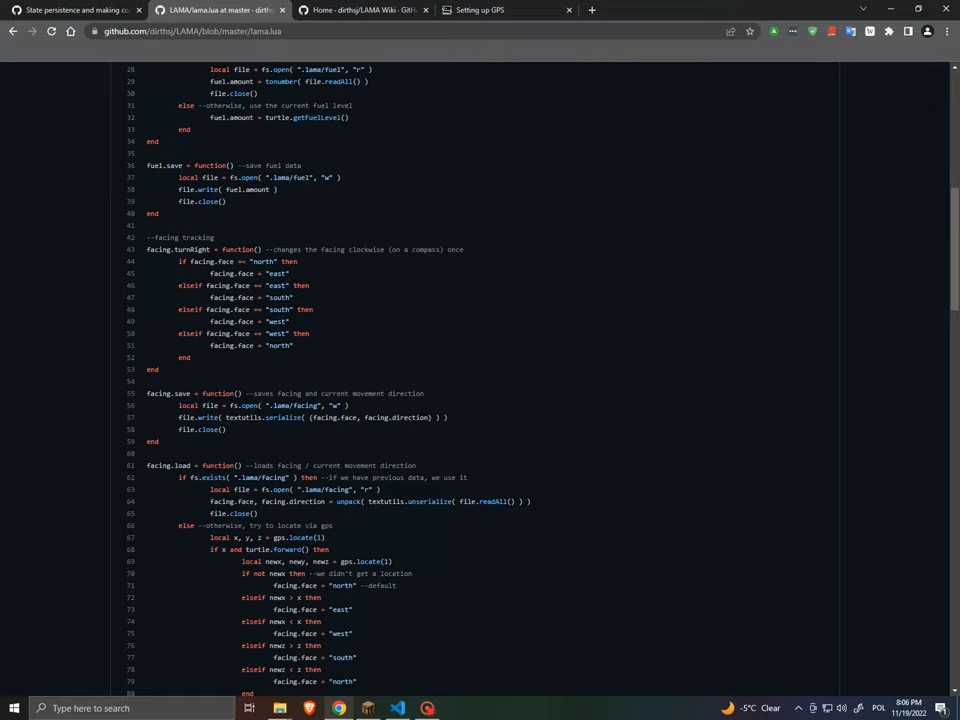 State persistence and making co
LAMA/lama.lua at master · dirths
Home · dirthsj/LAMA Wiki · GitH
Setting up GPS
github.com/dirthsj/LAMA/blob/master/lama.lua
28 local file = fs.open( ".lama/fuel", "r" )
29 fuel.amount = tonumber( file.readAll() )
30 file.close()
31 else --otherwise, use the current fuel level
32 fuel.amount = turtle.getFuelLevel()
33 end
34 end
35
36 fuel.save = function() --save fuel data
37 local file = fs.open( ".lama/fuel", "w" )
38 file.write( fuel.amount )
39 file.close()
40 end
41
42 --facing tracking
43 facing.turnRight = function() --changes the facing clockwise (on a compass) once
44 if facing.face == "north" then
45 facing.face = "east"
46 elseif facing.face == "east" then
47 facing.face = "south"
48 elseif facing.face == "south" then
49 facing.face = "west"
50 elseif facing.face == "west" then
51 facing.face = "north"
52 end
53 end
54
55 facing.save = function() --saves facing and current movement direction
56 local file = fs.open( ".lama/facing", "w" )
57 file.write( textutils.serialize( {facing.face, facing.direction} ) )
58 file.close()
59 end
60
61 facing.load = function() --loads facing / current movement direction
62 if fs.exists( ".lama/facing" ) then --if we have previous data, we use it
63 local file = fs.open( ".lama/facing", "r" )
64 facing.face, facing.direction = unpack( textutils.unserialize( file.readAll() ) )
65 file.close()
66 else --otherwise, try to locate via gps
67 local x, y, z = gps.locate(1)
68 if x and turtle.forward() then
69 local newx, newy, newz = gps.locate(1)
70 if not newx then --we didn't get a location
71 facing.face = "north" --default
72 elseif newx > x then
73 facing.face = "east"
74 elseif newx < x then
75 facing.face = "west"
76 elseif newz > z then
77 facing.face = "south"
78 elseif newz < z then
79 facing.face = "north"
80 end
Type here to search
-5°C Clear
POL
8:06 PM
11/19/2022